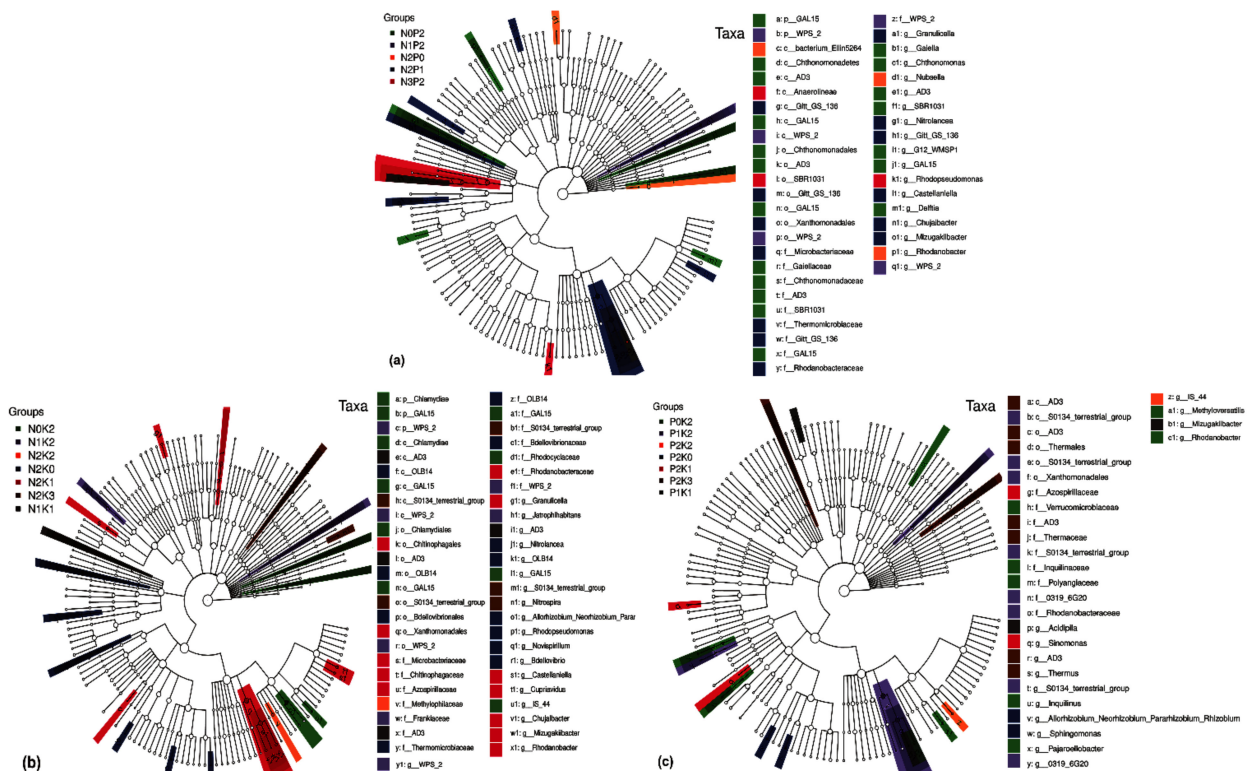 Groups
N0P2
N1P2
N2P0
N2P1
N3P2
Taxa
a: p__GAL15
b: p__WPS_2
c: c__bacterium_Ellin5264
d: c__Chthonomonadetes
e: c__AD3
f: c__Anaerolineae
g: c__Gitt_GS_136
h: c__GAL15
i: c__WPS_2
j: o__Chthonomonadales
k: o__AD3
l: o__SBR1031
m: o__Gitt_GS_136
n: o__GAL15
o: o__Xanthomonadales
p: o__WPS_2
q: f__Microbacteriaceae
r: f__Gaiellaceae
s: f__Chthonomonadaceae
t: f__AD3
u: f__SBR1031
v: f__Thermomicrobiaceae
w: f__Gitt_GS_136
x: f__GAL15
y: f__Rhodanobacteraceae
z: f__WPS_2
a1: g__Granulicella
b1: g__Gaiella
c1: g__Chthonomonas
d1: g__Nubsella
e1: g__AD3
f1: g__SBR1031
g1: g__Nitrolancea
h1: g__Gitt_GS_136
i1: g__G12_WMSP1
j1: g__GAL15
k1: g__Rhodopseudomonas
l1: g__Castellaniella
m1: g__Delftia
n1: g__Chujaibacter
o1: g__Mizugakiibacter
p1: g__Rhodanobacter
q1: g__WPS_2
(a)
Groups
N0K2
N1K2
N2K2
N2K0
N2K1
N2K3
N1K1
Taxa
a: p__Chlamydiae
b: p__GAL15
c: p__WPS_2
d: c__Chlamydiae
e: c__AD3
f: c__OLB14
g: c__GAL15
h: c__S0134_terrestrial_group
i: c__WPS_2
j: o__Chlamydiales
k: o__Chitinophagales
l: o__AD3
m: o__OLB14
n: o__GAL15
o: o__S0134_terrestrial_group
p: o__Bdellovibrionales
q: o__Xanthomonadales
r: o__WPS_2
s: f__Microbacteriaceae
t: f__Chitinophagaceae
u: f__Azospirillaceae
v: f__Methylophilaceae
w: f__Frankiaceae
x: f__AD3
y: f__Thermomicrobiaceae
z: f__OLB14
a1: f__GAL15
b1: f__S0134_terrestrial_group
c1: f__Bdellovibrionaceae
d1: f__Rhodocyclaceae
e1: f__Rhodanobacteraceae
f1: f__WPS_2
g1: g__Granulicella
h1: g__Jatrophihabitans
i1: g__AD3
j1: g__Nitrolancea
k1: g__OLB14
l1: g__GAL15
m1: g__S0134_terrestrial_group
n1: g__Nitrospira
o1: g__Allorhizobium_Neorhizobium_Parar
p1: g__Rhodopseudomonas
q1: g__Novispirillum
r1: g__Bdellovibrio
s1: g__Castellaniella
t1: g__Cupriavidus
u1: g__IS_44
v1: g__Chujaibacter
w1: g__Mizugakiibacter
x1: g__Rhodanobacter
y1: g__WPS_2
(b)
Groups
P0K2
P1K2
P2K2
P2K0
P2K1
P2K3
P1K1
Taxa
a: c__AD3
b: c__S0134_terrestrial_group
c: o__AD3
d: o__Thermales
e: o__S0134_terrestrial_group
f: o__Xanthomonadales
g: f__Azospirillaceae
h: f__Verrucomicrobiaceae
i: f__AD3
j: f__Thermaceae
k: f__S0134_terrestrial_group
l: f__Inquilinaceae
m: f__Polyangiaceae
n: f__0319_6G20
o: f__Rhodanobacteraceae
p: g__Acidipila
q: g__Sinomonas
r: g__AD3
s: g__Thermus
t: g__S0134_terrestrial_group
u: g__Inquilinus
v: g__Allorhizobium_Neorhizobium_Pararhizobium_Rhizobium
w: g__Sphingomonas
x: g__Pajaroellobacter
y: g__0319_6G20
z: g__IS_44
a1: g__Methyloversatilis
b1: g__Mizugakiibacter
c1: g__Rhodanobacter
(c)